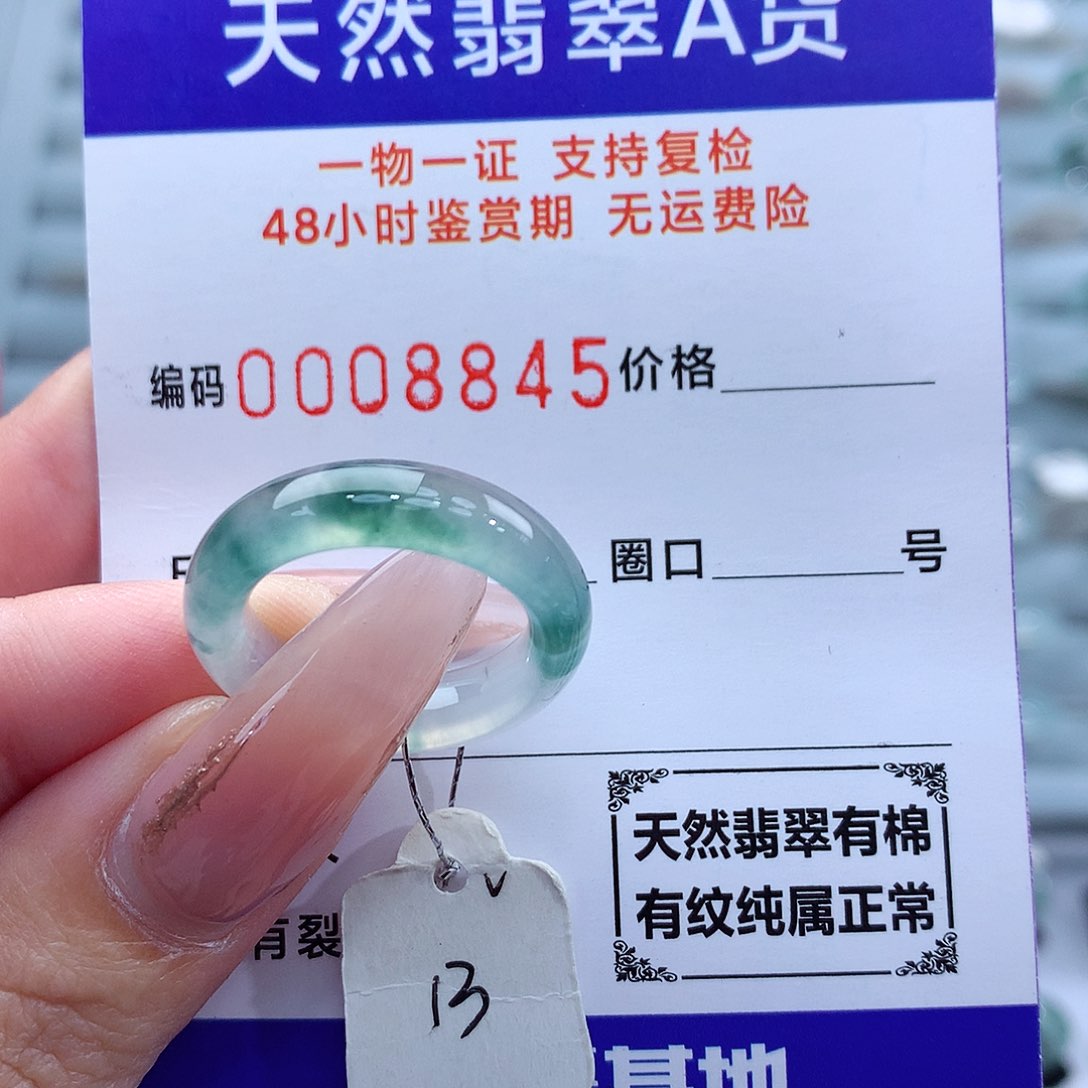 天然翡翠A货
一物一证 支持复检
48小时鉴赏期 无运费险
编码0008845价格
圈口 号
天然翡翠有棉
有纹纯属正常
有裂
V
13
基地